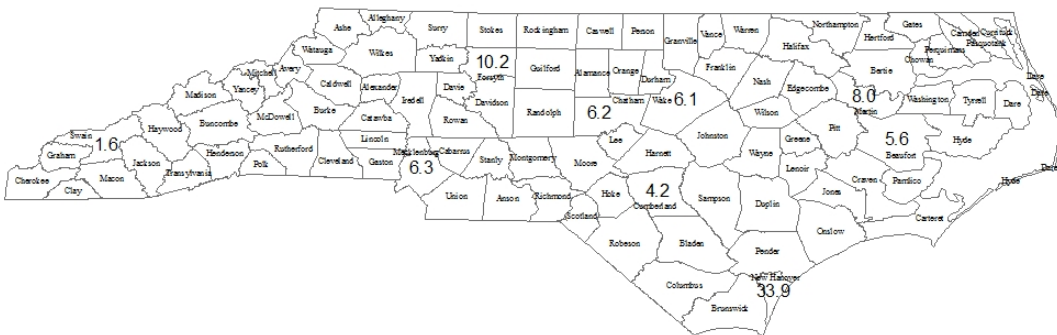 Alleghany
Ashe
Surry
Stokes
Rockingham
Caswell
Person
Granville
Vance
Warren
Northampton
Gates
Camden
Currituck
Pasquotank
Perquimans
Chowan
Hertford
Halifax
Watauga
Wilkes
Yadkin
10.2
Forsyth
Guilford
Alamance
Orange
Durham
Franklin
Nash
Edgecombe
Bertie
Dare
Dare
Mitchell
Avery
Yancey
Madison
Caldwell
Alexander
Iredell
Davie
Davidson
Randolph
6.2
Chatham
Wake
6.1
Wilson
8.0
Martin
Washington
Tyrrell
Dare
Buncombe
McDowell
Burke
Catawba
Rowan
Swain
1.6
Haywood
Graham
Jackson
Henderson
Transylvania
Polk
Rutherford
Cleveland
Lincoln
Gaston
Mecklenburg
6.3
Cabarrus
Stanly
Montgomery
Moore
Lee
Harnett
Johnston
Wayne
Greene
Pitt
5.6
Beaufort
Hyde
Lenoir
Craven
Pamlico
Hyde
Dare
Cherokee
Clay
Macon
Union
Anson
Richmond
Scotland
Hoke
4.2
Cumberland
Sampson
Duplin
Jones
Carteret
Onslow
Robeson
Bladen
Pender
Columbus
New Hanover
33.9
Brunswick